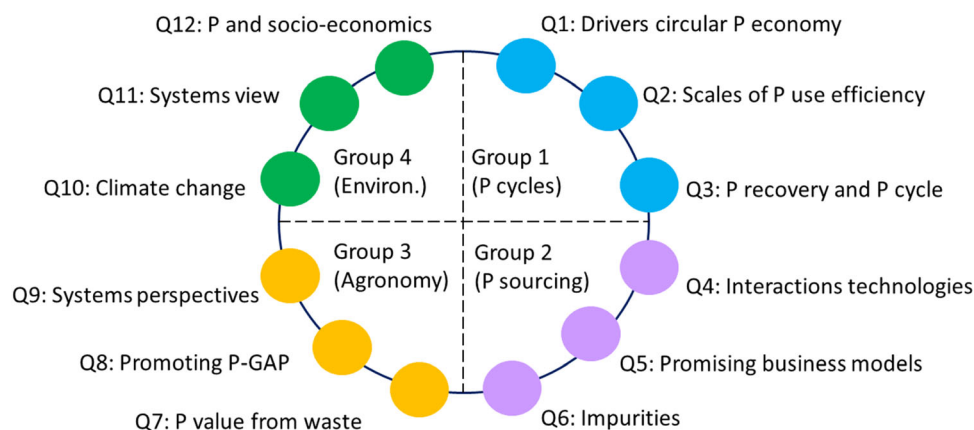 Q12: P and socio-economics
Q1: Drivers circular P economy
Q11: Systems view
Q2: Scales of P use efficiency
Group 4
(Environ.)
Group 1
(P cycles)
Q10: Climate change
Q3: P recovery and P cycle
Group 3
(Agronomy)
Group 2
(P sourcing)
Q9: Systems perspectives
Q4: Interactions technologies
Q8: Promoting P-GAP
Q5: Promising business models
Q7: P value from waste
Q6: Impurities